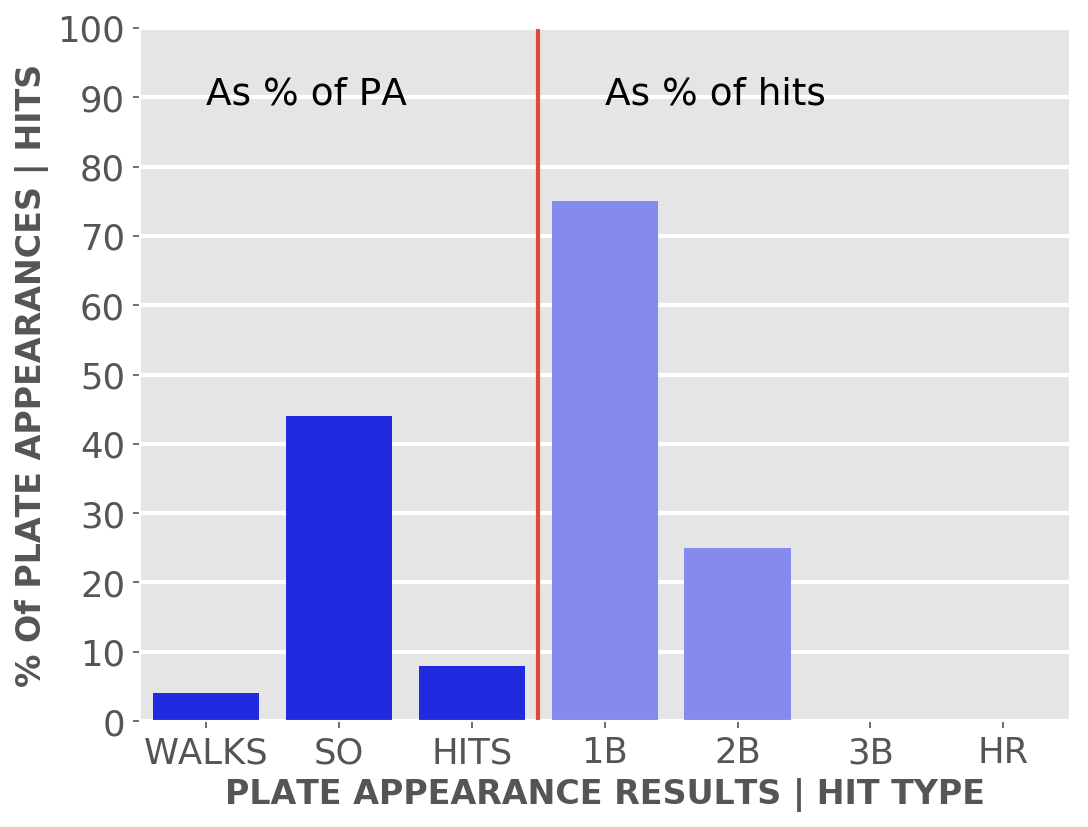 % Of PLATE APPEARANCES | HITS
100
90
80
70
60
50
40
30
20
10
0
As % of PA
As % of hits
WALKS SO HITS 1B 2B 3B HR
PLATE APPEARANCE RESULTS | HIT TYPE